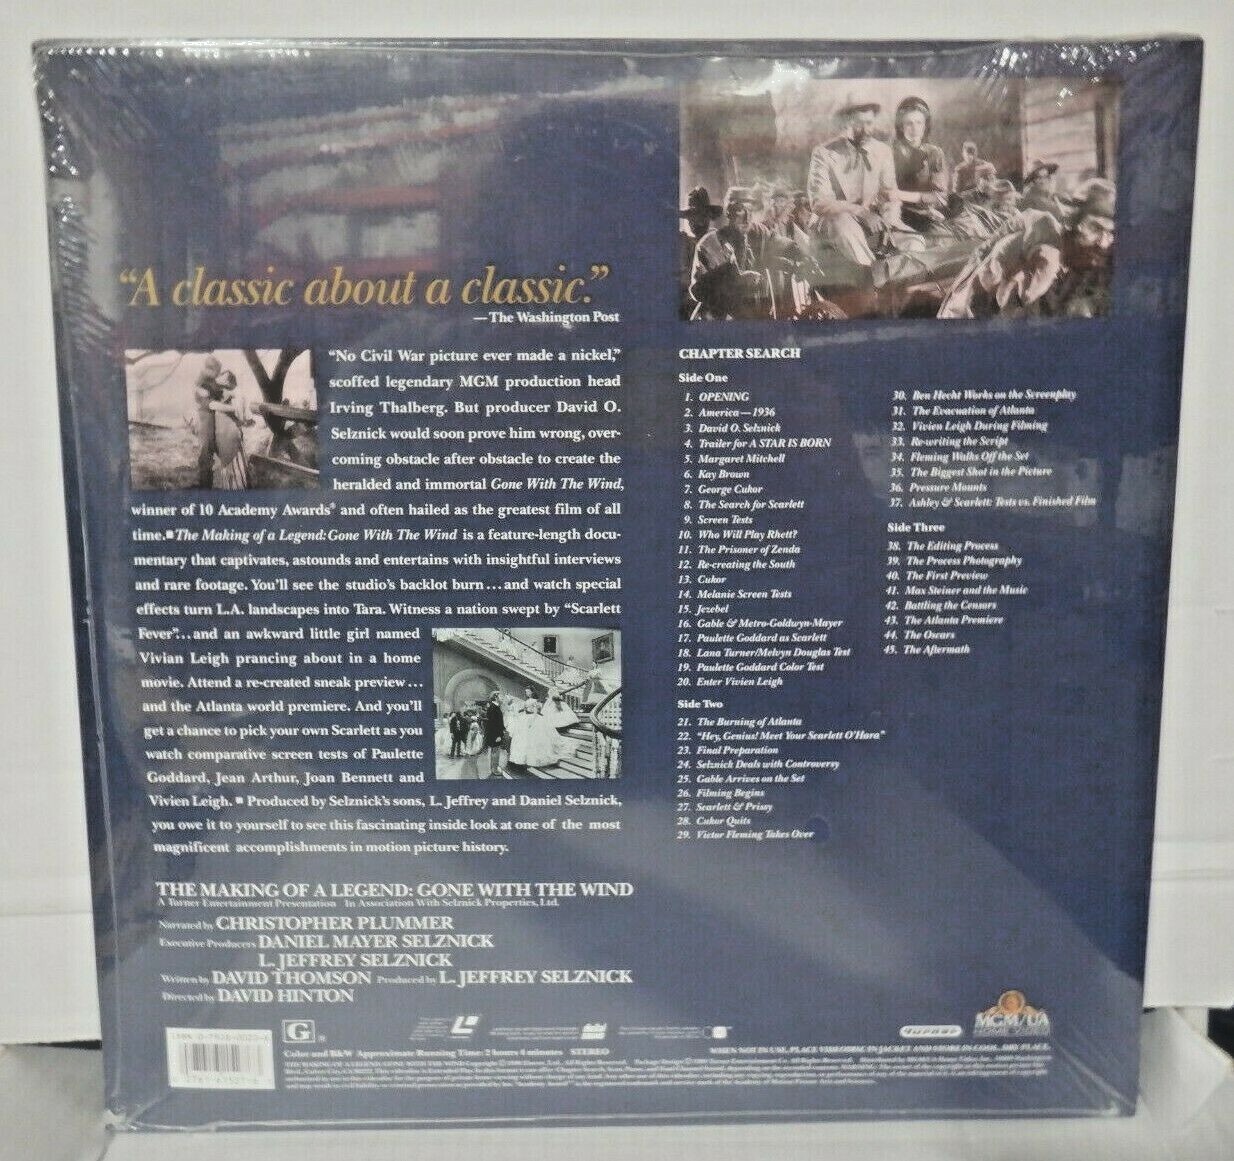 “A classic about a classic.”
—The Washington Post
“No Civil War picture ever made a nickel,”
scoffed legendary MGM production head
Irving Thalberg. But producer David O.
Selznick would soon prove him wrong, over-
coming obstacle after obstacle to create the
heralded and immortal Gone With The Wind,
winner of 10 Academy Awards® and often hailed as the greatest film of all
time.■The Making of a Legend: Gone With The Wind is a feature-length docu-
mentary that captivates, astounds and entertains with insightful interviews
and rare footage. You'll see the studio's backlot burn...and watch special
effects turn L.A. landscapes into Tara. Witness a nation swept by “Scarlett
Fever”...and an awkward little girl named
Vivian Leigh prancing about in a home
movie. Attend a re-created sneak preview...
and the Atlanta world premiere. And you'll
get a chance to pick your own Scarlett as you
watch comparative screen tests of Paulette
Goddard, Jean Arthur, Joan Bennett and
Vivien Leigh. ■ Produced by Selznick's sons, L. Jeffrey and Daniel Selznick,
you owe it to yourself to see this fascinating inside look at one of the most
magnificent accomplishments in motion picture history.
THE MAKING OF A LEGEND: GONE WITH THE WIND
A Turner Entertainment Presentation In Association With Selznick Properties, Ltd.
Narrated by CHRISTOPHER PLUMMER
Executive Producers DANIEL MAYER SELZNICK
L. JEFFREY SELZNICK
Written by DAVID THOMSON Produced by L. JEFFREY SELZNICK
Directed by DAVID HINTON
CHAPTER SEARCH
Side One
1. OPENING
2. America—1936
3. David O. Selznick
4. Trailer for A STAR IS BORN
5. Margaret Mitchell
6. Kay Brown
7. George Cukor
8. The Search for Scarlett
9. Screen Tests
10. Who Will Play Rhett?
11. The Prisoner of Zenda
12. Re-creating the South
13. Cukor
14. Melanie Screen Tests
15. Jezebel
16. Gable & Metro-Goldwyn-Mayer
17. Paulette Goddard as Scarlett
18. Lana Turner/Melvyn Douglas Test
19. Paulette Goddard Color Test
20. Enter Vivien Leigh
Side Two
21. The Burning of Atlanta
22. “Hey, Genius! Meet Your Scarlett O'Hara”
23. Final Preparation
24. Selznick Deals with Controversy
25. Gable Arrives on the Set
26. Filming Begins
27. Scarlett & Prissy
28. Cukor Quits
29. Victor Fleming Takes Over
30. Ben Hecht Works on the Screenplay
31. The Evacuation of Atlanta
32. Vivien Leigh During Filming
33. Re-writing the Script
34. Fleming Walks Off the Set
35. The Biggest Shot in the Picture
36. Pressure Mounts
37. Ashley & Scarlett: Tests vs. Finished Film
Side Three
38. The Editing Process
39. The Process Photography
40. The First Preview
41. Max Steiner and the Music
42. Battling the Censors
43. The Atlanta Premiere
44. The Oscars
45. The Aftermath
G
Turner
MGM/UA
Color and B&W Approximate Running Time: 2 hours 4 minutes STEREO
WHEN NOT IN USE, PLACE VIDEO DISC IN JACKET AND STORE IN COOL, DRY PLACE.